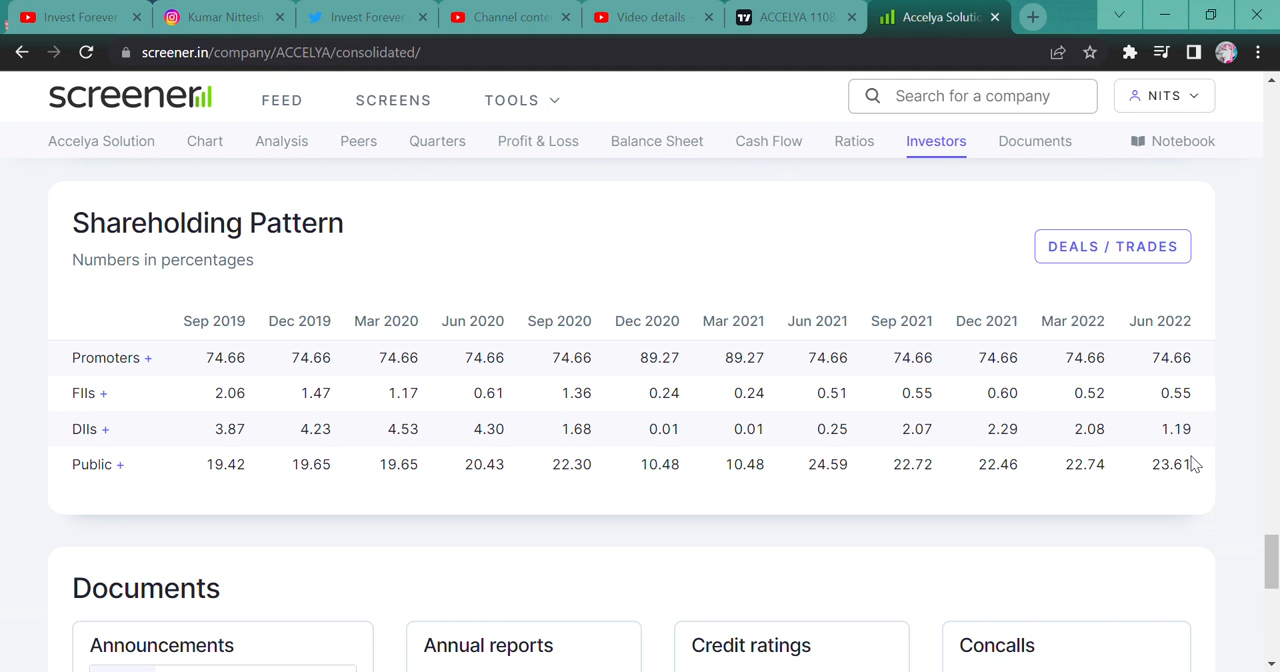 Invest Forever
Kumar Nittesh
Invest Forever
Channel conte
Video details -
ACCELYA 1108.
Accelya Solutic
screener.in/company/ACCELYA/consolidated/
screener
FEED
SCREENS
TOOLS
Search for a company
NITS
Accelya Solution
Chart
Analysis
Peers
Quarters
Profit & Loss
Balance Sheet
Cash Flow
Ratios
Investors
Documents
Notebook
Shareholding Pattern
Numbers in percentages
DEALS / TRADES
Sep 2019 Dec 2019 Mar 2020 Jun 2020 Sep 2020 Dec 2020 Mar 2021 Jun 2021 Sep 2021 Dec 2021 Mar 2022 Jun 2022
Promoters + 74.66 74.66 74.66 74.66 74.66 89.27 89.27 74.66 74.66 74.66 74.66 74.66
FIIs + 2.06 1.47 1.17 0.61 1.36 0.24 0.24 0.51 0.55 0.60 0.52 0.55
DIIs + 3.87 4.23 4.53 4.30 1.68 0.01 0.01 0.25 2.07 2.29 2.08 1.19
Public + 19.42 19.65 19.65 20.43 22.30 10.48 10.48 24.59 22.72 22.46 22.74 23.61
Documents
Announcements
Annual reports
Credit ratings
Concalls